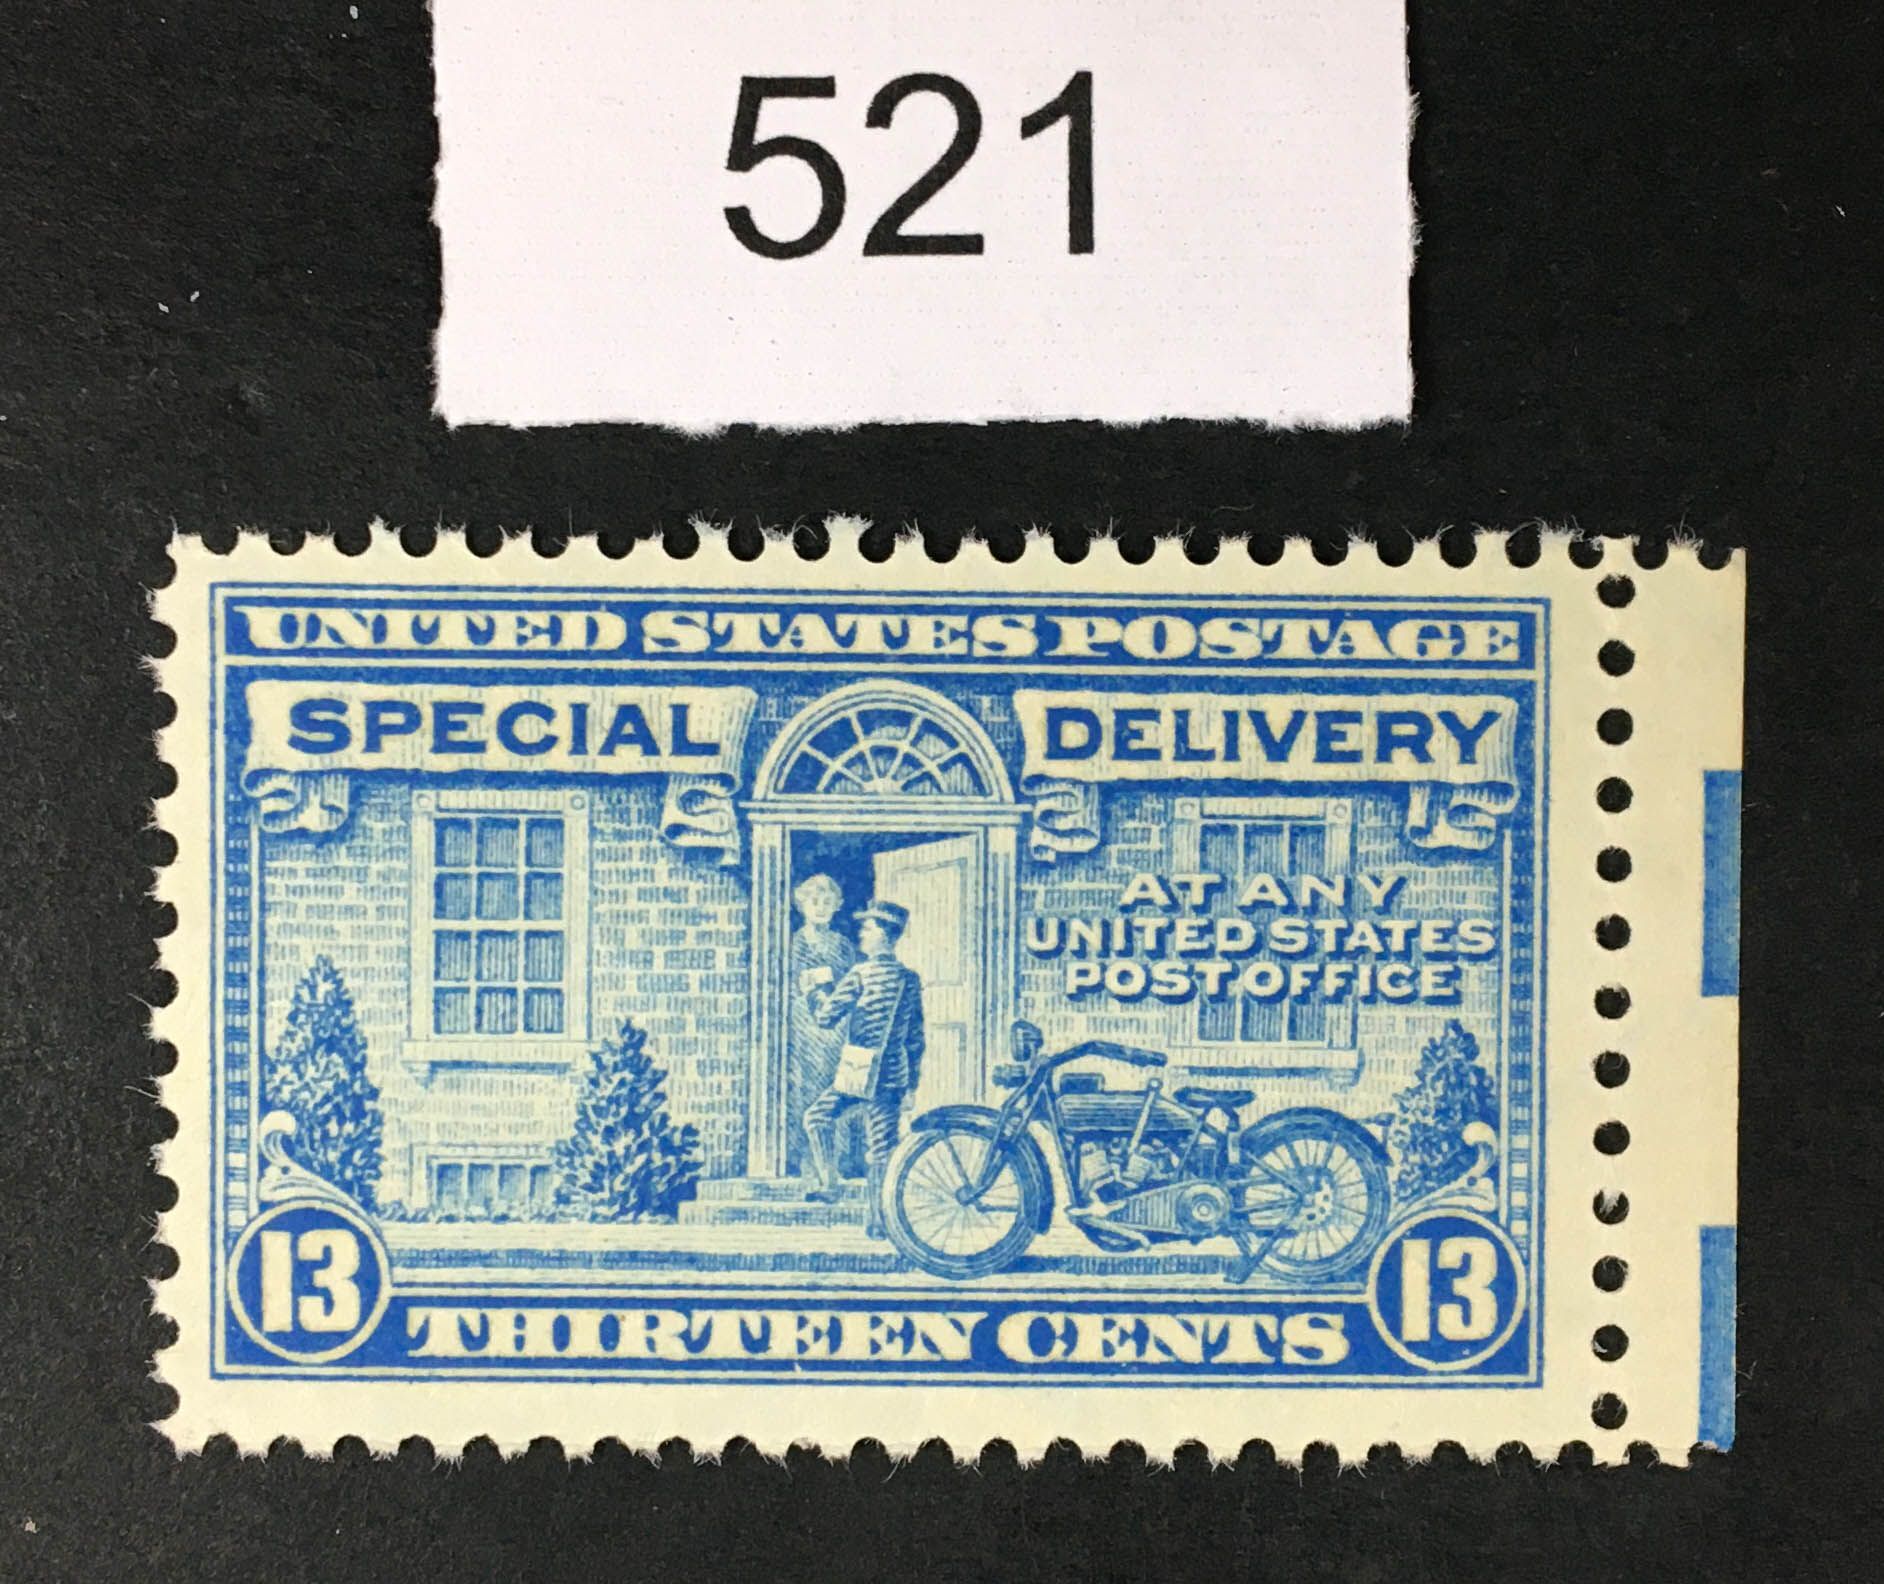 521
UNITED STATES POSTAGE
SPECIAL DELIVERY
AT ANY
UNITED STATES
POST OFFICE
13 THIRTEEN CENTS 13